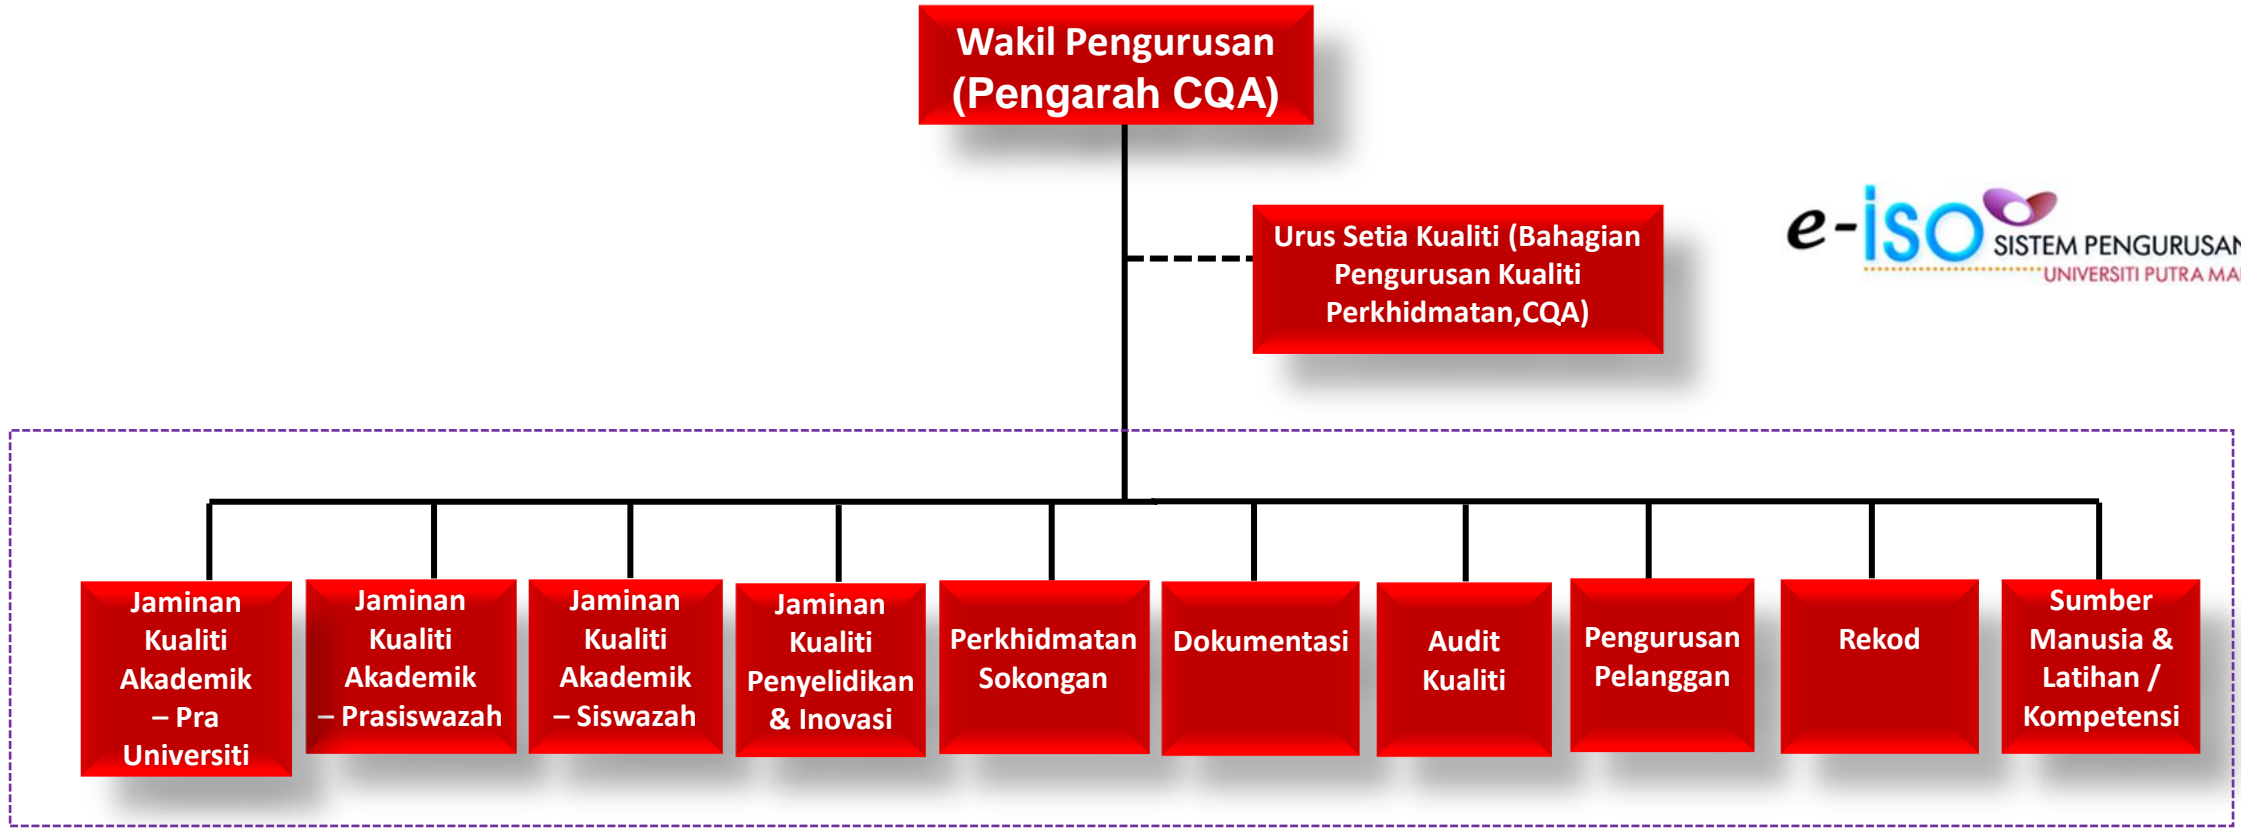 Wakil Pengurusan
(Pengarah CQA)
Urus Setia Kualiti (Bahagian
Pengurusan Kualiti
Perkhidmatan,CQA)
e-iso
SISTEM PENGURUSAN
UNIVERSITI PUTRA MA
Jaminan
Kualiti
Akademik
– Pra
Universiti
Jaminan
Kualiti
Akademik
– Prasiswazah
Jaminan
Kualiti
Akademik
– Siswazah
Jaminan
Kualiti
Penyelidikan
& Inovasi
Perkhidmatan
Sokongan
Dokumentasi
Audit
Kualiti
Pengurusan
Pelanggan
Rekod
Sumber
Manusia &
Latihan /
Kompetensi